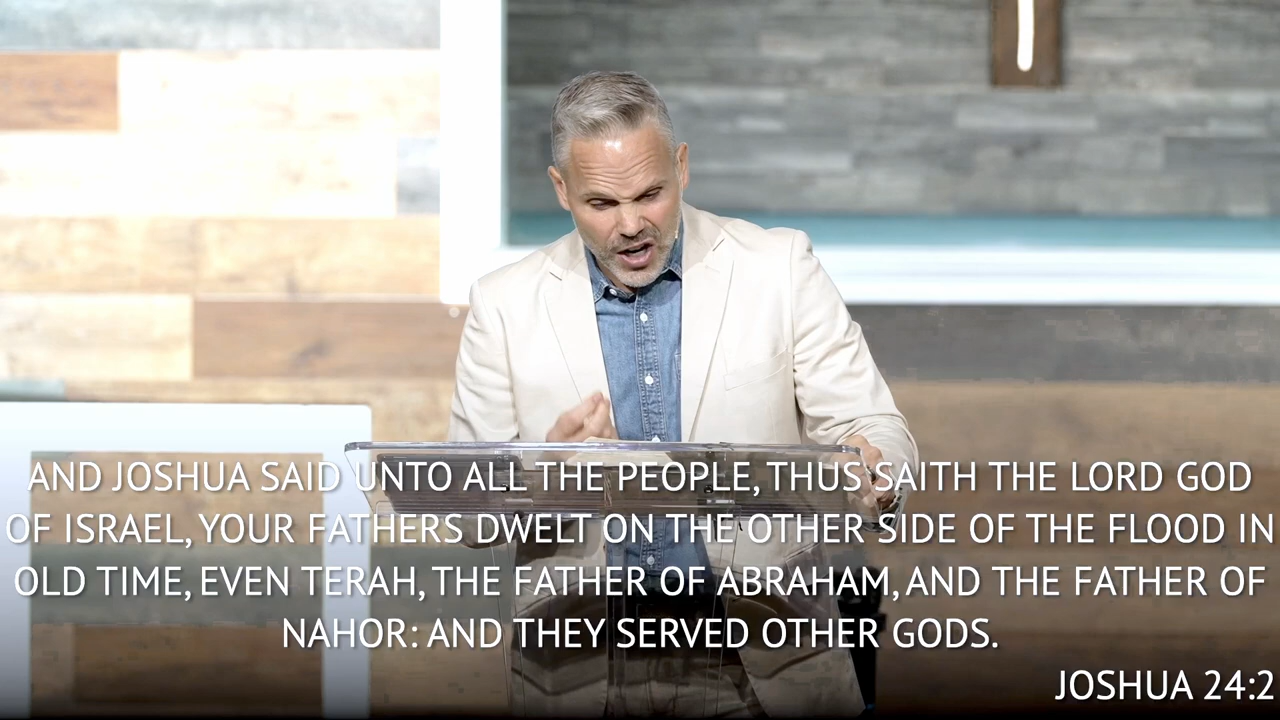 AND JOSHUA SAID UNTO ALL THE PEOPLE, THUS SAITH THE LORD GOD
OF ISRAEL, YOUR FATHERS DWELT ON THE OTHER SIDE OF THE FLOOD IN
OLD TIME, EVEN TERAH, THE FATHER OF ABRAHAM, AND THE FATHER OF
NAHOR: AND THEY SERVED OTHER GODS.
JOSHUA 24:2